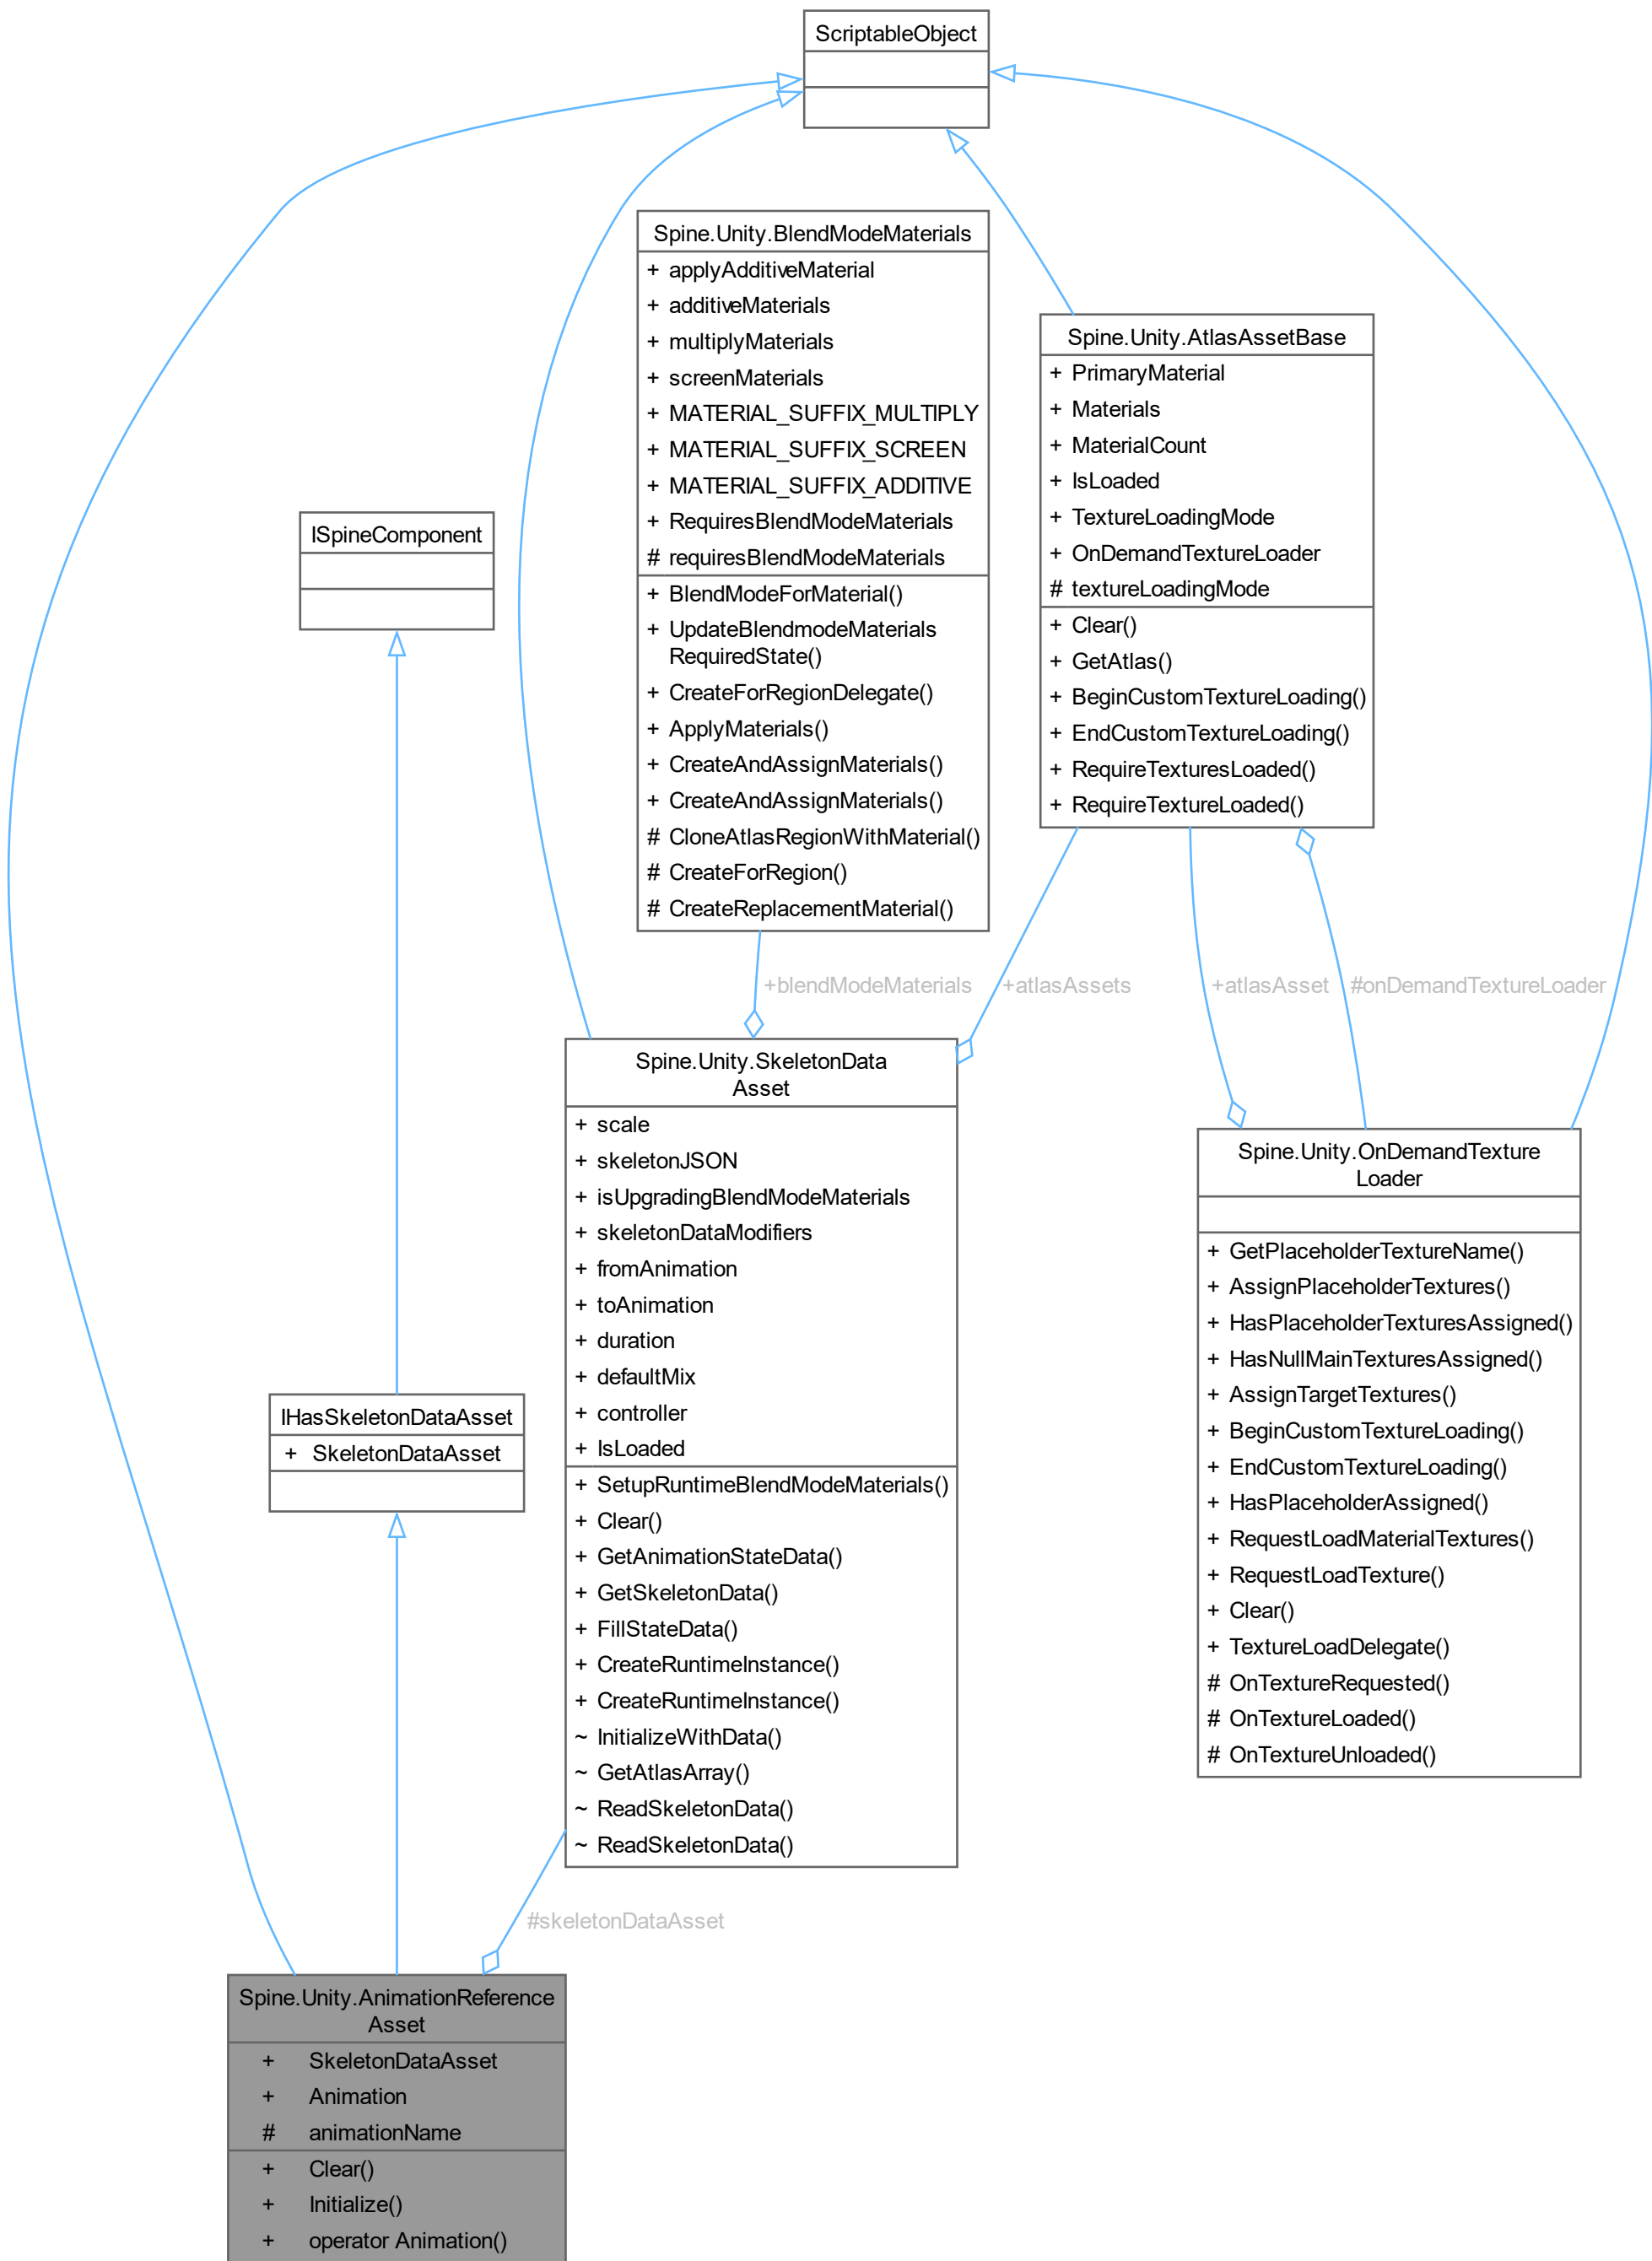 ScriptableObject
Spine.Unity.BlendModeMaterials
+ applyAdditiveMaterial
+ additiveMaterials
+ multiplyMaterials
+ screenMaterials
+ MATERIAL_SUFFIX_MULTIPLY
+ MATERIAL_SUFFIX_SCREEN
+ MATERIAL_SUFFIX_ADDITIVE
+ RequiresBlendModeMaterials
# requiresBlendModeMaterials
+ BlendModeForMaterial()
+ UpdateBlendmodeMaterials
RequiredState()
+ CreateForRegionDelegate()
+ ApplyMaterials()
+ CreateAndAssignMaterials()
+ CreateAndAssignMaterials()
# CloneAtlasRegionWithMaterial()
# CreateForRegion()
# CreateReplacementMaterial()
Spine.Unity.AtlasAssetBase
+ PrimaryMaterial
+ Materials
+ MaterialCount
+ IsLoaded
+ TextureLoadingMode
+ OnDemandTextureLoader
# textureLoadingMode
+ Clear()
+ GetAtlas()
+ BeginCustomTextureLoading()
+ EndCustomTextureLoading()
+ RequireTexturesLoaded()
+ RequireTextureLoaded()
ISpineComponent
+blendModeMaterials
+atlasAssets
+atlasAsset
#onDemandTextureLoader
Spine.Unity.SkeletonData
Asset
+ scale
+ skeletonJSON
+ isUpgradingBlendModeMaterials
+ skeletonDataModifiers
+ fromAnimation
+ toAnimation
+ duration
+ defaultMix
+ controller
+ IsLoaded
+ SetupRuntimeBlendModeMaterials()
+ Clear()
+ GetAnimationStateData()
+ GetSkeletonData()
+ FillStateData()
+ CreateRuntimeInstance()
+ CreateRuntimeInstance()
~ InitializeWithData()
~ GetAtlasArray()
~ ReadSkeletonData()
~ ReadSkeletonData()
Spine.Unity.OnDemandTexture
Loader
+ GetPlaceholderTextureName()
+ AssignPlaceholderTextures()
+ HasPlaceholderTexturesAssigned()
+ HasNullMainTexturesAssigned()
+ AssignTargetTextures()
+ BeginCustomTextureLoading()
+ EndCustomTextureLoading()
+ HasPlaceholderAssigned()
+ RequestLoadMaterialTextures()
+ RequestLoadTexture()
+ Clear()
+ TextureLoadDelegate()
# OnTextureRequested()
# OnTextureLoaded()
# OnTextureUnloaded()
IHasSkeletonDataAsset
+ SkeletonDataAsset
#skeletonDataAsset
Spine.Unity.AnimationReference
Asset
+ SkeletonDataAsset
+ Animation
# animationName
+ Clear()
+ Initialize()
+ operator Animation()